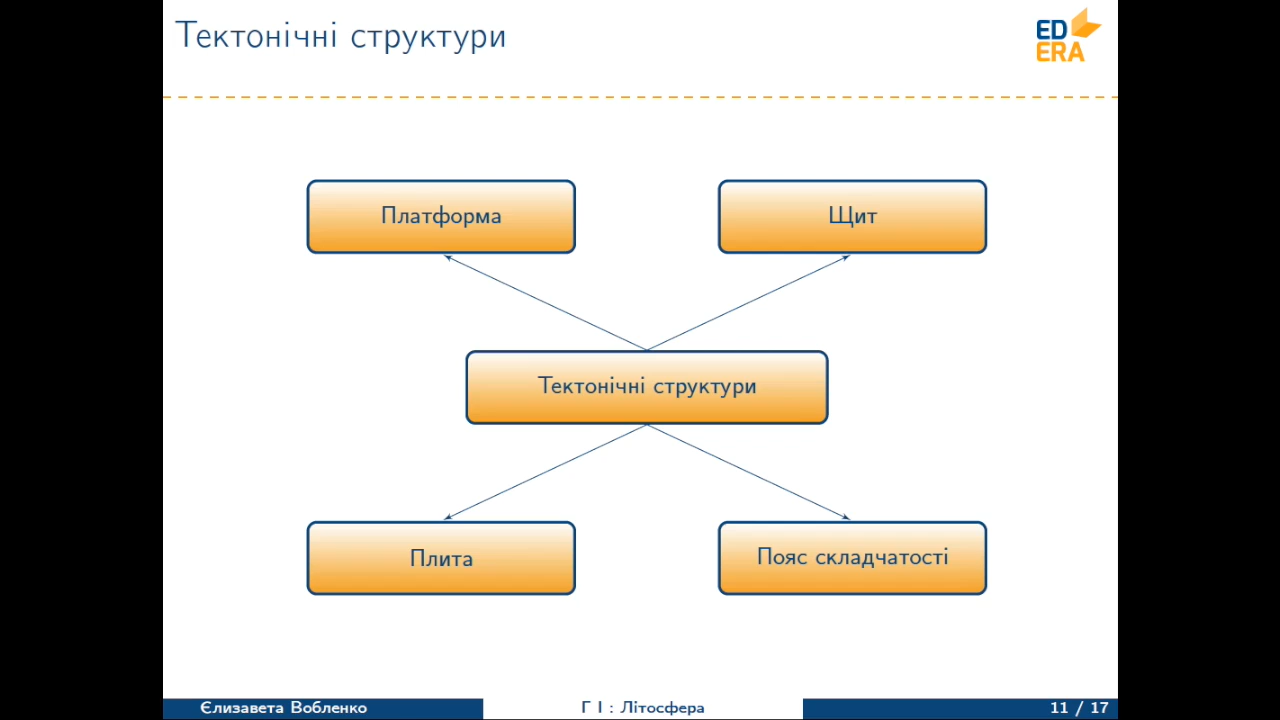 Тектонічні структури
ED
ERA
Платформа
Щит
Тектонічні структури
Плита
Пояс складчатості
Єлизавета Вобленко
Г I : Літосфера
11 / 17